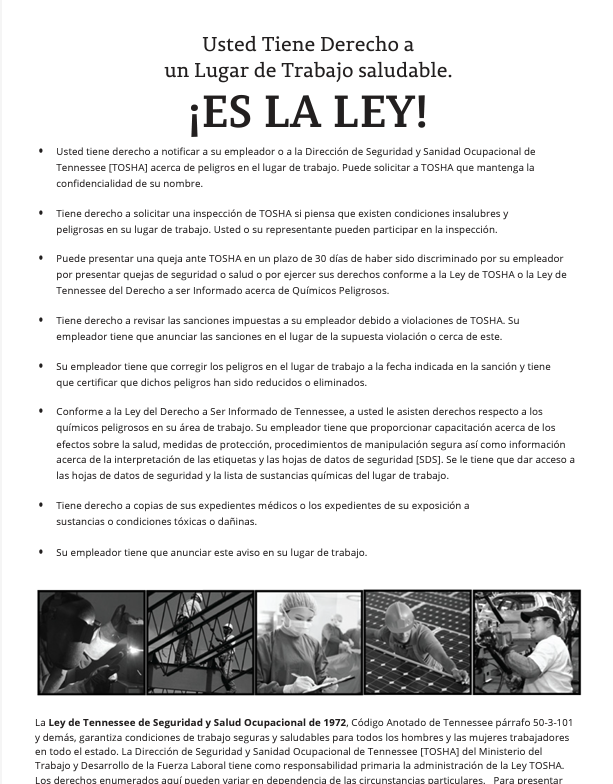 Usted Tiene Derecho a
un Lugar de Trabajo saludable.
¡ES LA LEY!
• Usted tiene derecho a notificar a su empleador o a la Dirección de Seguridad y Sanidad Ocupacional de
Tennessee [TOSHA] acerca de peligros en el lugar de trabajo. Puede solicitar a TOSHA que mantenga la
confidencialidad de su nombre.
• Tiene derecho a solicitar una inspección de TOSHA si piensa que existen condiciones insalubres y
peligrosas en su lugar de trabajo. Usted o su representante pueden participar en la inspección.
• Puede presentar una queja ante TOSHA en un plazo de 30 días de haber sido discriminado por su empleador
por presentar quejas de seguridad o salud o por ejercer sus derechos conforme a la Ley de TOSHA o la Ley de
Tennessee del Derecho a ser Informado acerca de Químicos Peligrosos.
• Tiene derecho a revisar las sanciones impuestas a su empleador debido a violaciones de TOSHA. Su
empleador tiene que anunciar las sanciones en el lugar de la supuesta violación o cerca de este.
• Su empleador tiene que corregir los peligros en el lugar de trabajo a la fecha indicada en la sanción y tiene
que certificar que dichos peligros han sido reducidos o eliminados.
• Conforme a la Ley del Derecho a Ser Informado de Tennessee, a usted le asisten derechos respecto a los
químicos peligrosos en su área de trabajo. Su empleador tiene que proporcionar capacitación acerca de los
efectos sobre la salud, medidas de protección, procedimientos de manipulación segura así como información
acerca de la interpretación de las etiquetas y las hojas de datos de seguridad [SDS]. Se le tiene que dar acceso a
las hojas de datos de seguridad y la lista de sustancias químicas del lugar de trabajo.
• Tiene derecho a copias de sus expedientes médicos o los expedientes de su exposición a
sustancias o condiciones tóxicas o dañinas.
• Su empleador tiene que anunciar este aviso en su lugar de trabajo.
La Ley de Tennessee de Seguridad y Salud Ocupacional de 1972, Código Anotado de Tennessee párrafo 50-3-101
y demás, garantiza condiciones de trabajo seguras y saludables para todos los hombres y las mujeres trabajadores
en todo el estado. La Dirección de Seguridad y Sanidad Ocupacional de Tennessee [TOSHA] del Ministerio del
Trabajo y Desarrollo de la Fuerza Laboral tiene como responsabilidad primaria la administración de la Ley TOSHA.
Los derechos enumerados aquí pueden variar en dependencia de las circunstancias particulares. Para presentar